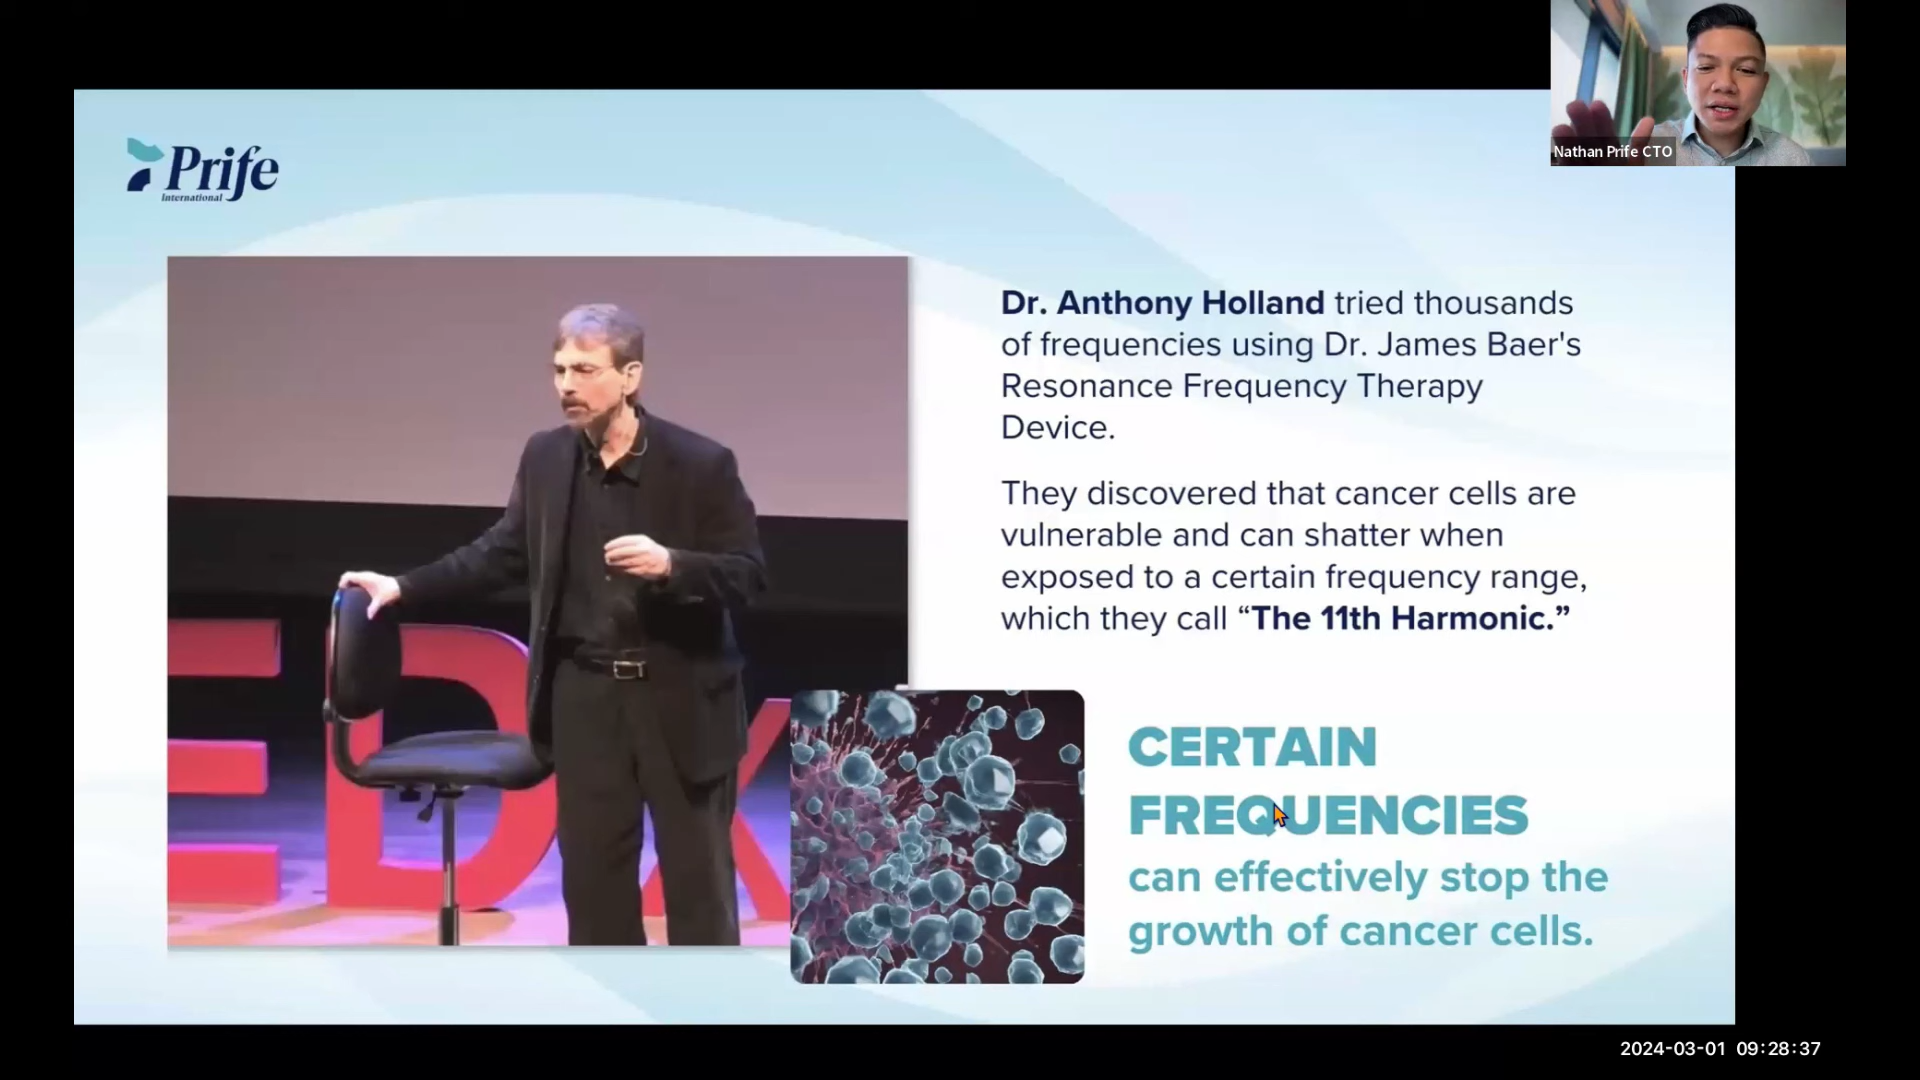 Nathan Prife CTO
Prife
International
Dr. Anthony Holland tried thousands
of frequencies using Dr. James Baer's
Resonance Frequency Therapy
Device.
They discovered that cancer cells are
vulnerable and can shatter when
exposed to a certain frequency range,
which they call “The 11th Harmonic.”
EDx
CERTAIN
FREQUENCIES
can effectively stop the
growth of cancer cells.
2024-03-01 09:28:37